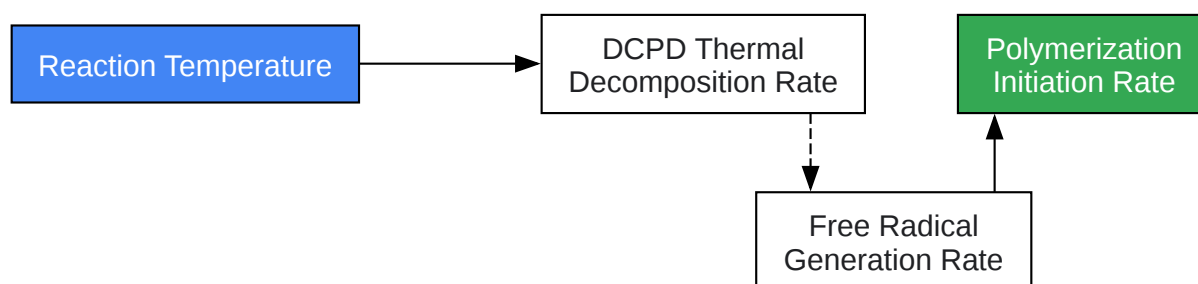 Reaction Temperature
DCPD Thermal
Decomposition Rate
Polymerization
Initiation Rate
Free Radical
Generation Rate